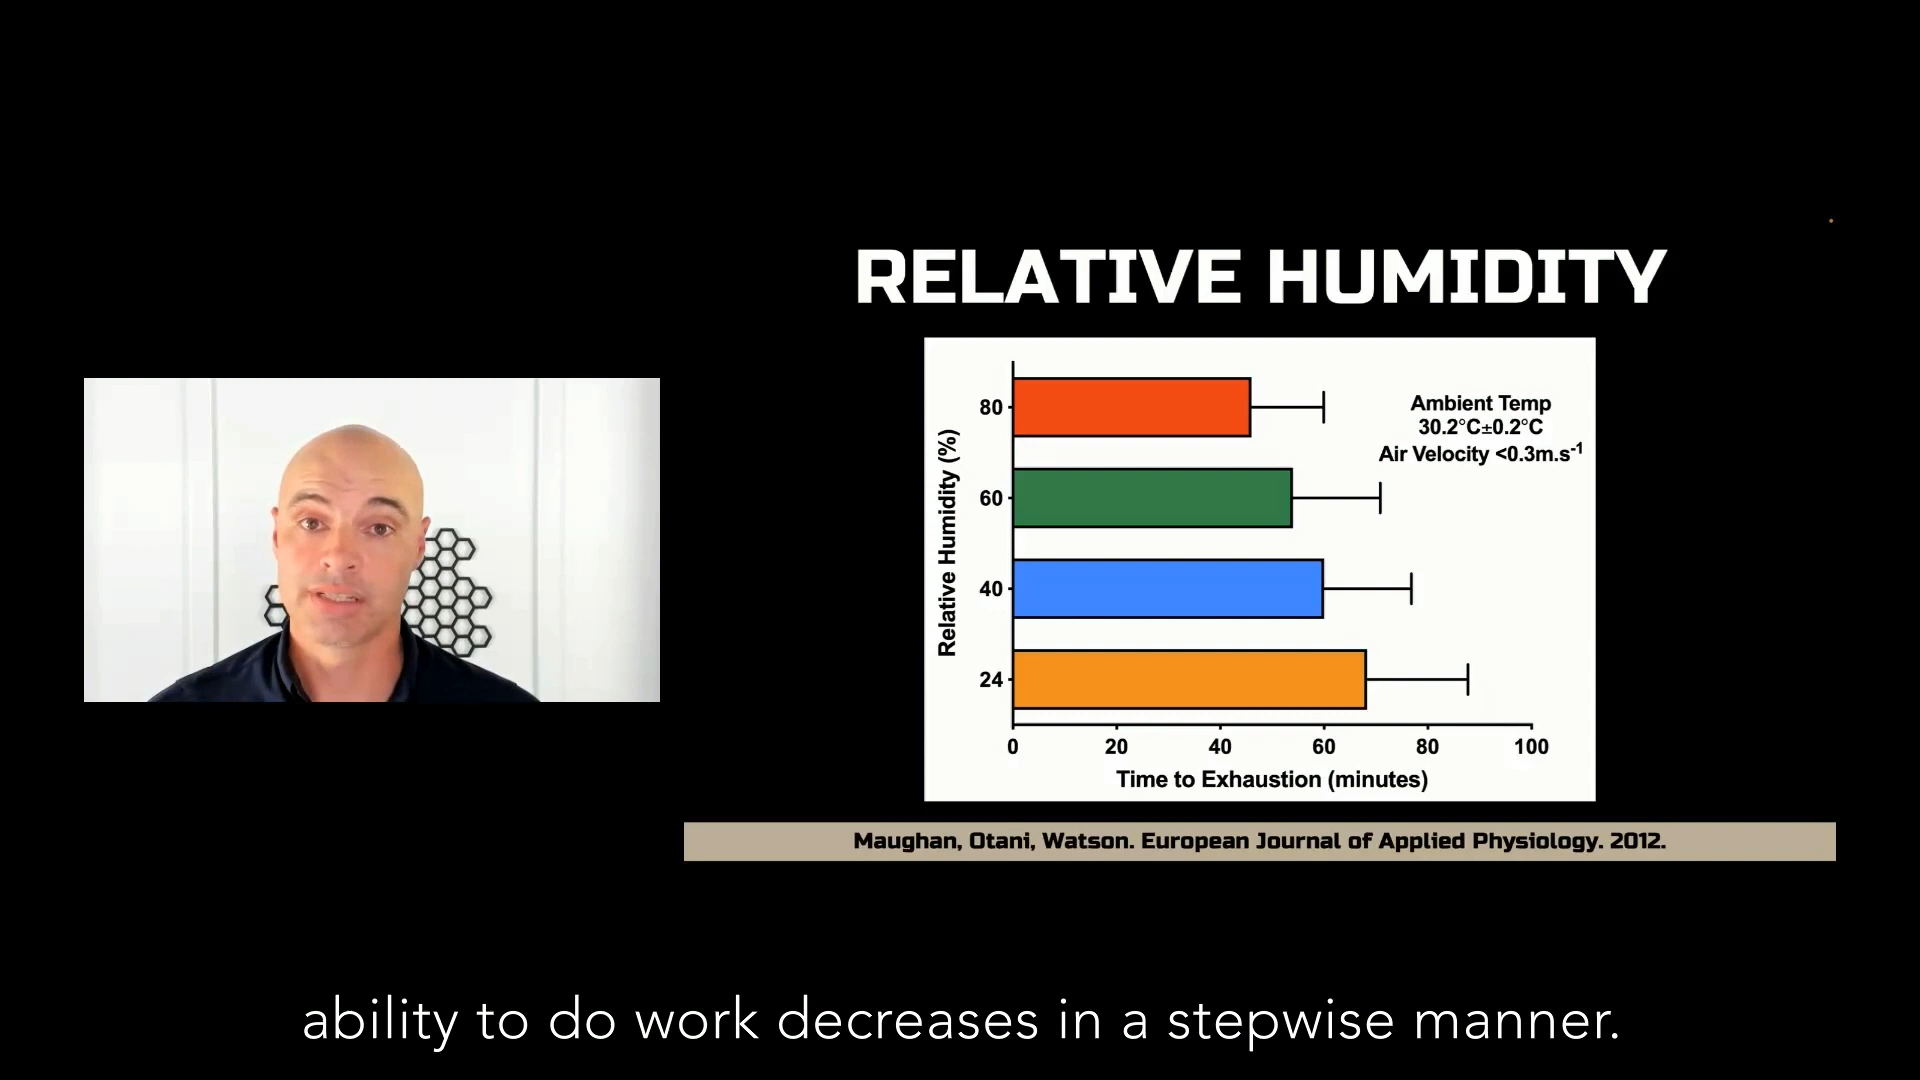 RELATIVE HUMIDITY
80
60
40
24
Relative Humidity (%)
Ambient Temp
30.2°C±0.2°C
Air Velocity <0.3m.s⁻¹
0 20 40 60 80 100
Time to Exhaustion (minutes)
Maughan, Otani, Watson. European Journal of Applied Physiology. 2012.
ability to do work decreases in a stepwise manner.